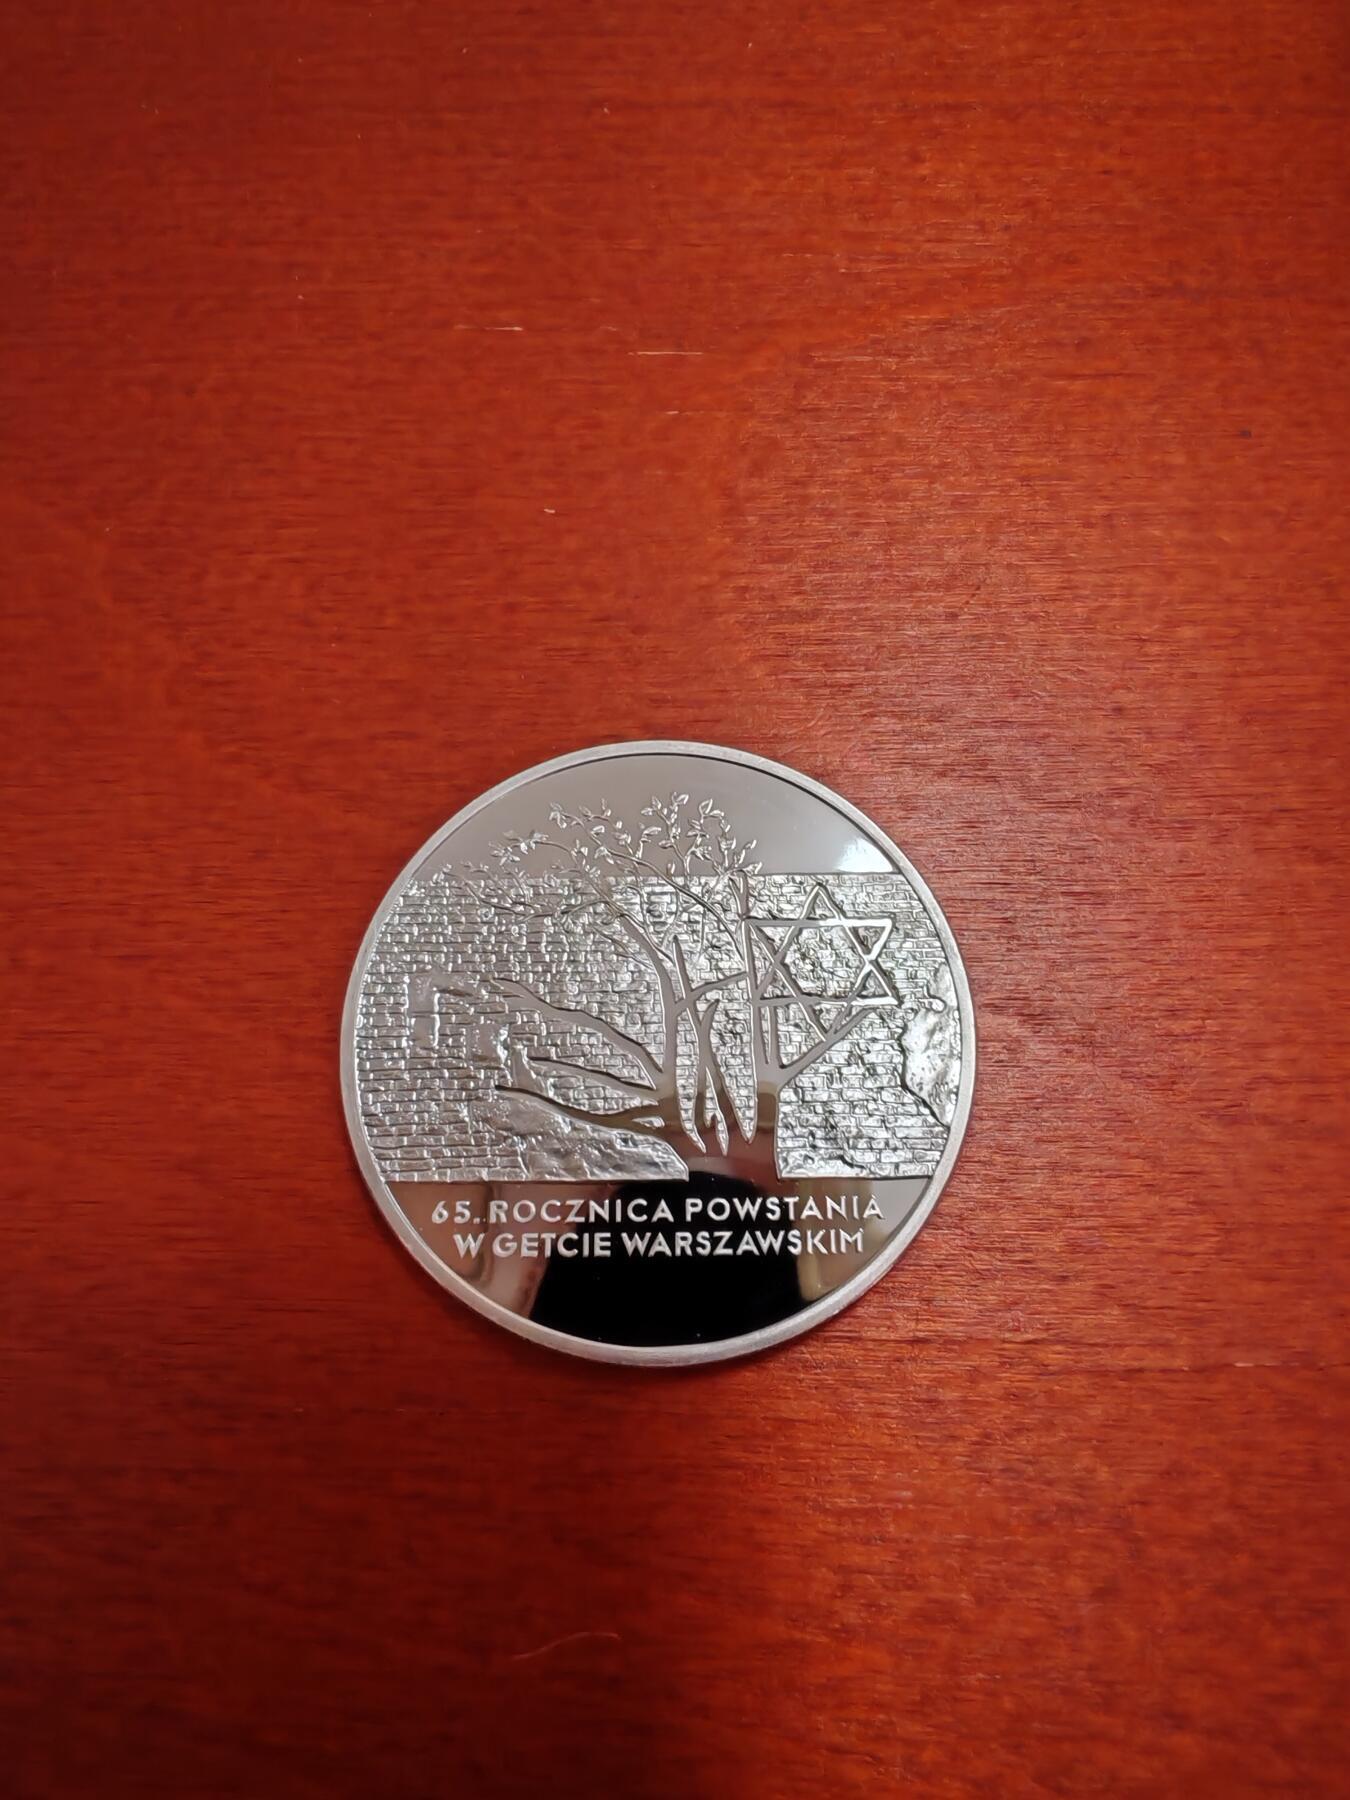 65. ROCZNICA POWSTANIA
W GETCIE WARSZAWSKIM